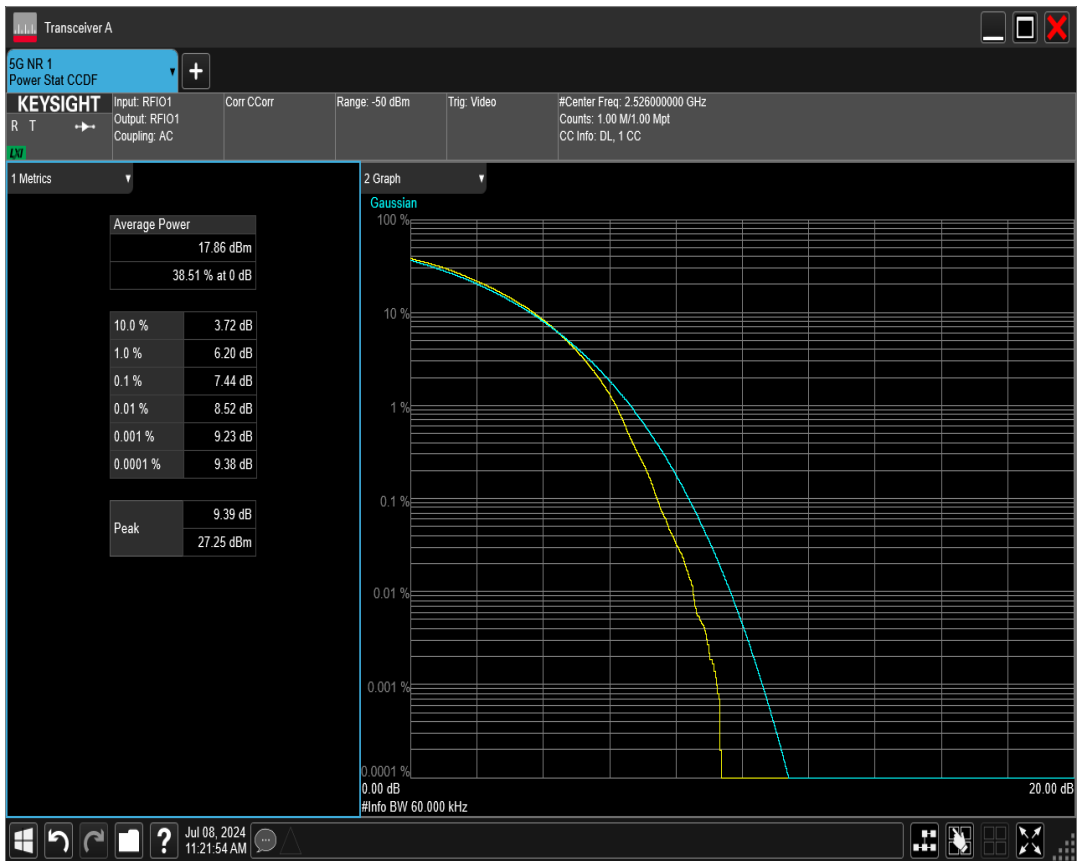 Transceiver A
5G NR 1
Power Stat CCDF
KEYSIGHT
R T
LXI
Input: RFIO1
Output: RFIO1
Coupling: AC
Corr CCorr
Range: -50 dBm
Trig: Video
#Center Freq: 2.526000000 GHz
Counts: 1.00 M/1.00 Mpt
CC Info: DL, 1 CC
1 Metrics
Average Power
17.86 dBm
38.51 % at 0 dB
10.0 % 3.72 dB
1.0 % 6.20 dB
0.1 % 7.44 dB
0.01 % 8.52 dB
0.001 % 9.23 dB
0.0001 % 9.38 dB
Peak
9.39 dB
27.25 dBm
2 Graph
Gaussian
100 %
10 %
1 %
0.1 %
0.01 %
0.001 %
0.0001 %
0.00 dB 20.00 dB
#Info BW 60.000 kHz
?
Jul 08, 2024
11:21:54 AM